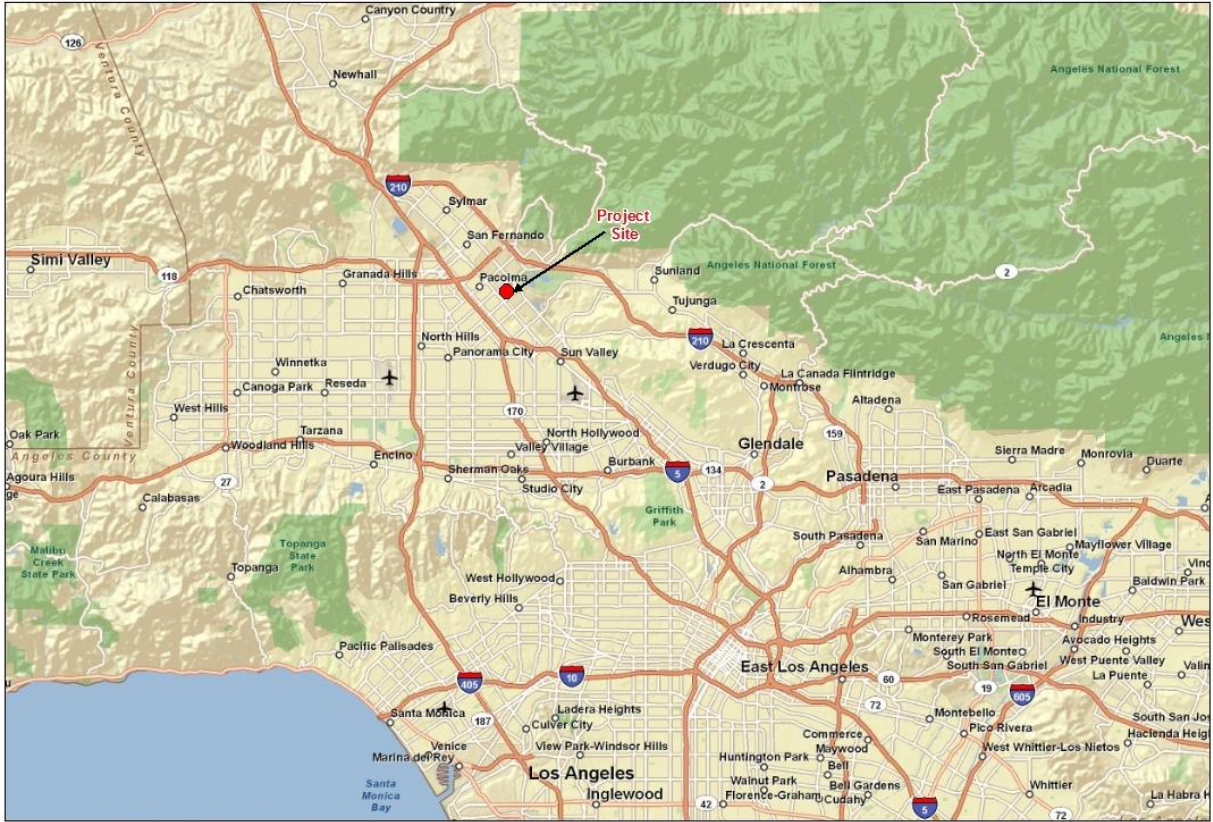 Canyon Country
126
Ventura County
Newhall
Angeles National Forest
210
Sylmar
Project
Site
San Fernando
Simi Valley
118
Granada Hills
Pacoima
Sunland
Angeles National Forest
2
Chatsworth
Tujunga
North Hills
Panorama City
Sun Valley
210
La Crescenta
Angeles
Winnetka
Verdugo City
Canoga Park
Reseda
La Canada Flintridge
Montrose
Ventura County
West Hills
170
Altadena
Oak Park
Tarzana
North Hollywood
159
Angeles County
Woodland Hills
Valley Village
Glendale
Sierra Madre
Monrovia
Encino
Sherman Oaks
Burbank
5
134
Duarte
Agoura Hills
27
Studio City
2
Pasadena
East Pasadena
Arcadia
Calabasas
Griffith
Park
South Pasadena
San Marino
East San Gabriel
Mayflower Village
Malibu
Creek
State Park
Topanga
State
Park
North El Monte
Temple City
Topanga
West Hollywood
Alhambra
San Gabriel
Baldwin Park
Beverly Hills
El Monte
Rosemead
Industry
Pacific Palisades
Monterey Park
Avocado Heights
South El Monte
West Puente Valley
East Los Angeles
South San Gabriel
La Puente
405
10
60
19
605
Santa Monica
187
Ladera Heights
72
Montebello
Culver City
Pico Rivera
Commerce
Venice
View Park-Windsor Hills
Maywood
West Whittier-Los Nietos
Marina del Rey
Huntington Park
Bell
Los Angeles
Walnut Park
Bell Gardens
Whittier
Santa
Monica
Bay
Inglewood
42
Florence-Graham
Cudahy
5
72
La Habra